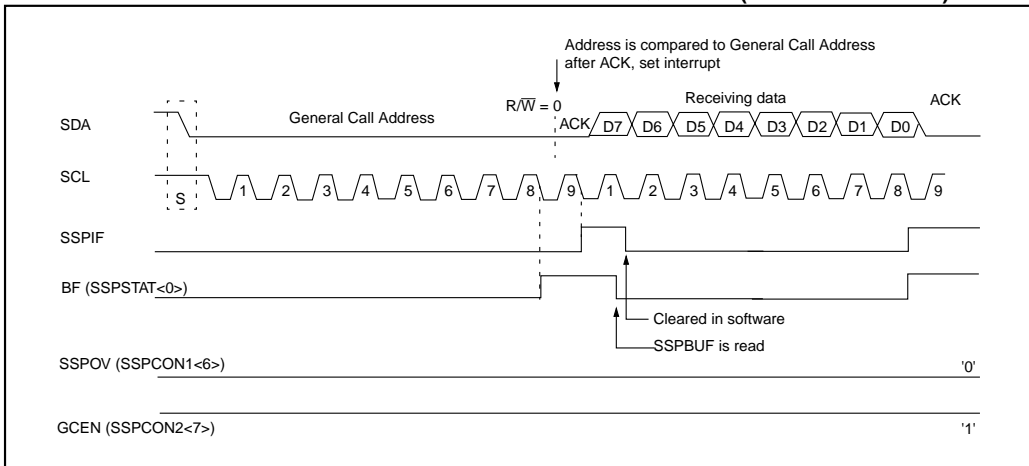 Address is compared to General Call Address
after ACK, set interrupt
R/W = 0
Receiving data
ACK
SDA
General Call Address
ACK
D7 D6 D5 D4 D3 D2 D1 D0
SCL
S
1 2 3 4 5 6 7 8 9 1 2 3 4 5 6 7 8 9
SSPIF
BF (SSPSTAT<0>)
Cleared in software
SSPBUF is read
SSPOV (SSPCON1<6>)
'0'
GCEN (SSPCON2<7>)
'1'